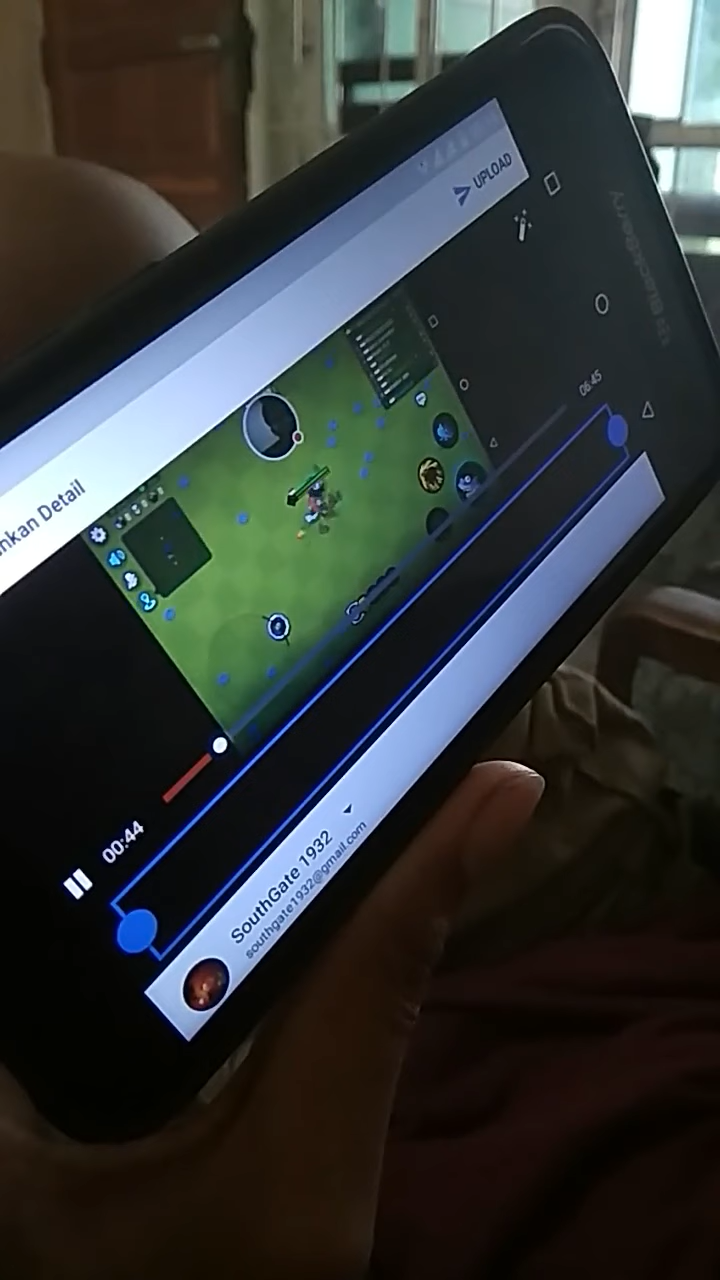 nkan Detail
UPLOAD
BlackBerry
06:45
00:44
SouthGate 1932
southgate1932@gmail.com